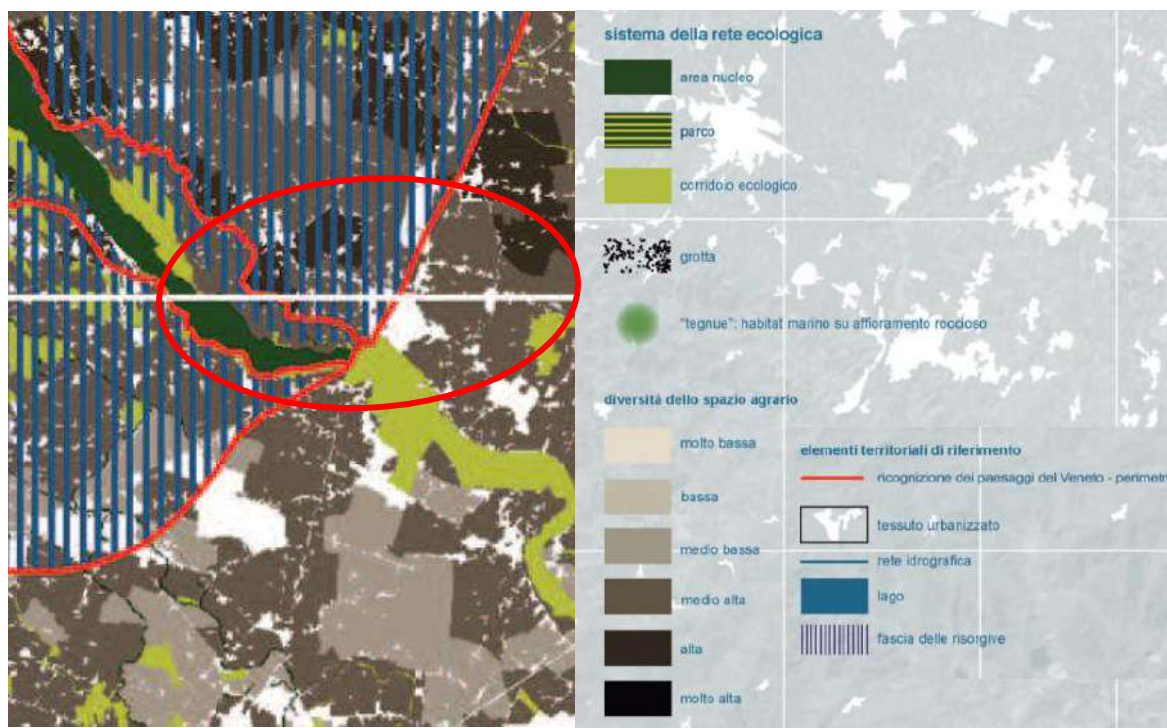 sistema della rete ecologica
area nucleo
parco
corridoio ecologico
grotta
"tegnue": habitat marino su affioramento roccioso
diversità dello spazio agrario
molto bassa
bassa
medio bassa
medio alta
alta
molto alta
elementi territoriali di riferimento
ricognizione dei paesaggi del Veneto - perimetr
tessuto urbanizzato
rete idrografica
lago
fascia delle risorgive